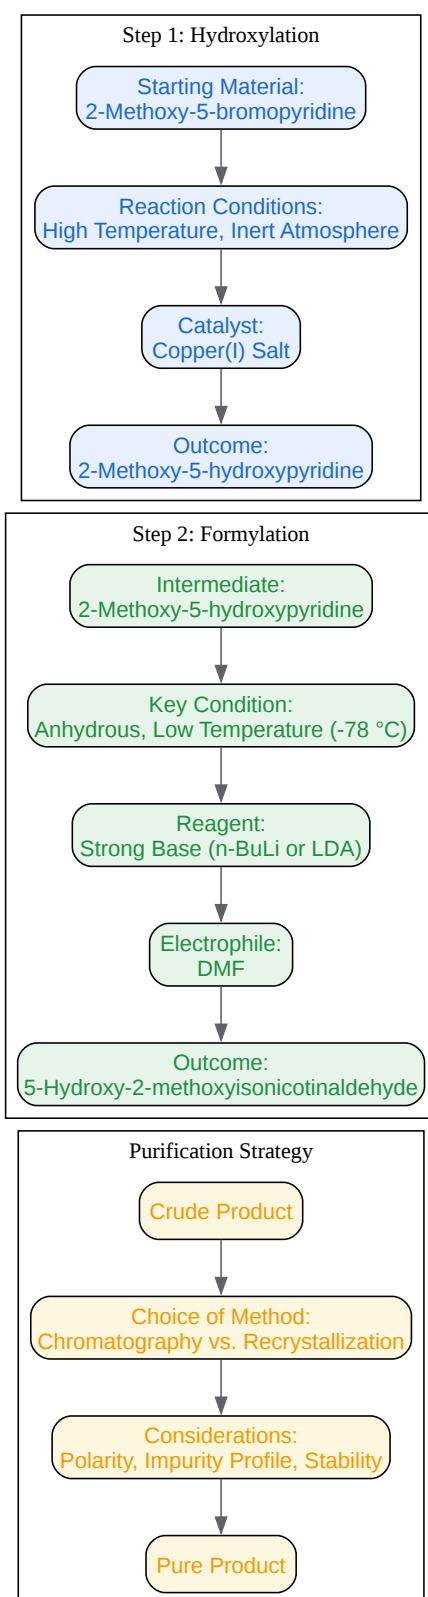 Step 1: Hydroxylation
Starting Material:
2-Methoxy-5-bromopyridine
Reaction Conditions:
High Temperature, Inert Atmosphere
Catalyst:
Copper(I) Salt
Outcome:
2-Methoxy-5-hydroxypyridine
Step 2: Formylation
Intermediate:
2-Methoxy-5-hydroxypyridine
Key Condition:
Anhydrous, Low Temperature (-78 °C)
Reagent:
Strong Base (n-BuLi or LDA)
Electrophile:
DMF
Outcome:
5-Hydroxy-2-methoxyisonicotinaldehyde
Purification Strategy
Crude Product
Choice of Method:
Chromatography vs. Recrystallization
Considerations:
Polarity, Impurity Profile, Stability
Pure Product